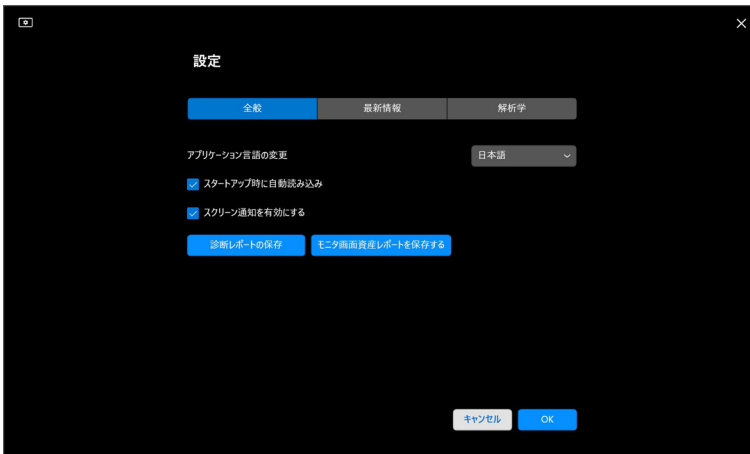 設定
全般 最新情報 解析学
アプリケーション言語の変更 日本語
スタートアップ時に自動読み込み
スクリーン通知を有効にする
診断レポートの保存 モニタ画面資産レポートを保存する
キャンセル OK